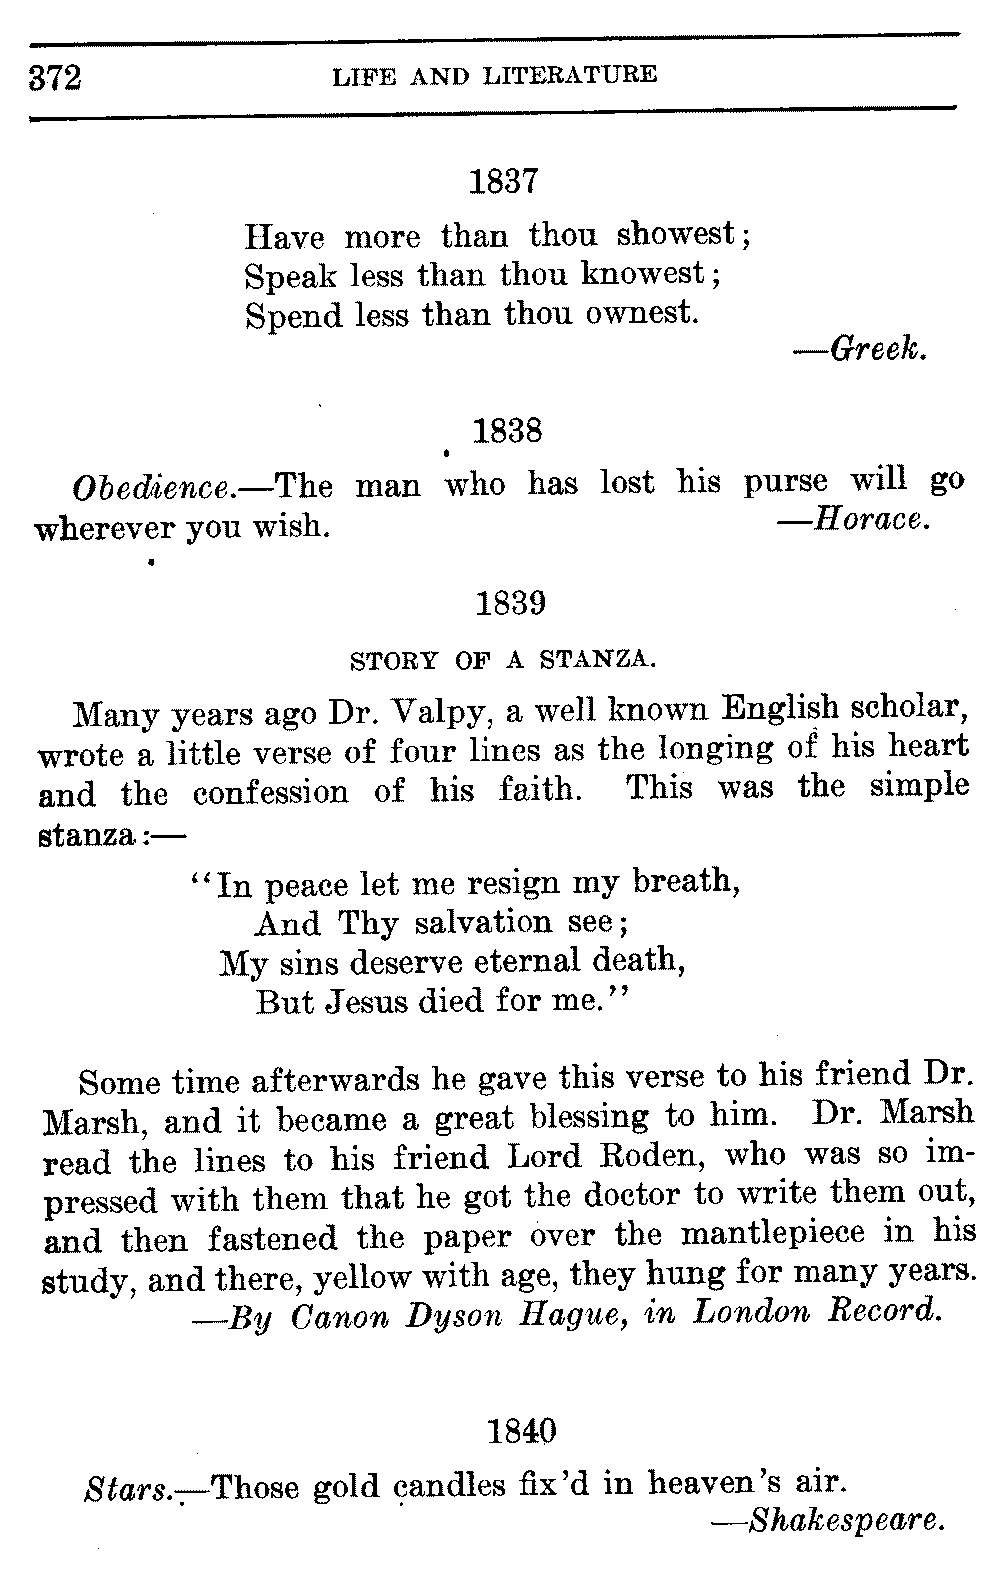 372 LIFE AND LITERATURE
1837
Have more than thou showest;
Speak less than thou knowest;
Spend less than thou ownest.
—Greek.
1838
Obedience.—The man who has lost his purse will go
wherever you wish. —Horace.
1839
STORY OF A STANZA.
Many years ago Dr. Valpy, a well known English scholar,
wrote a little verse of four lines as the longing of his heart
and the confession of his faith. This was the simple
stanza:—
"In peace let me resign my breath,
And Thy salvation see;
My sins deserve eternal death,
But Jesus died for me."
Some time afterwards he gave this verse to his friend Dr.
Marsh, and it became a great blessing to him. Dr. Marsh
read the lines to his friend Lord Roden, who was so im-
pressed with them that he got the doctor to write them out,
and then fastened the paper over the mantlepiece in his
study, and there, yellow with age, they hung for many years.
—By Canon Dyson Hague, in London Record.
1840
Stars.—Those gold candles fix'd in heaven's air.
—Shakespeare.